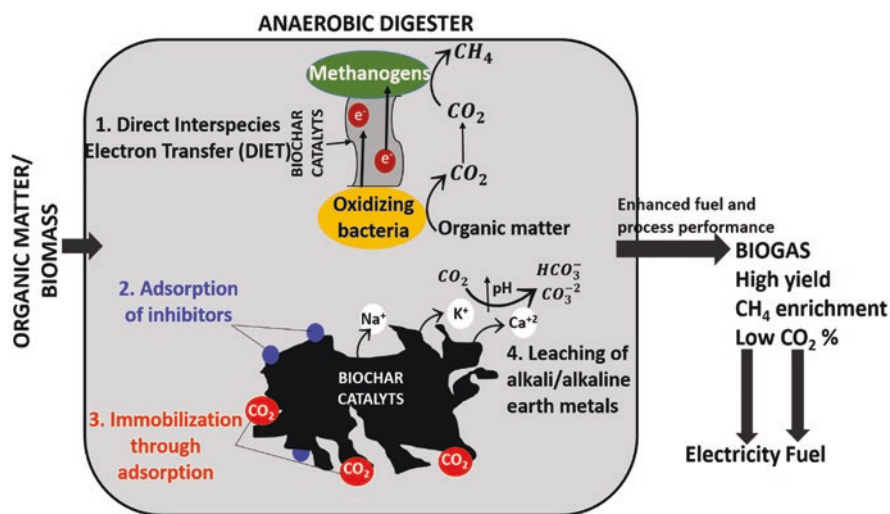 ANAEROBIC DIGESTER
ORGANIC MATTER/
BIOMASS
1. Direct Interspecies
Electron Transfer (DIET)
BIOCHAR
CATALYTS
Methanogens
e-
e-
Oxidizing
bacteria
CH₄
CO₂
CO₂
Organic matter
2. Adsorption
of inhibitors
3. Immobilization
through
adsorption
BIOCHAR
CATALYTS
CO₂
CO₂
CO₂
Na⁺
K⁺
Ca⁺²
CO₂
pH
HCO₃⁻
CO₃⁻²
4. Leaching of
alkali/alkaline
earth metals
Enhanced fuel and
process performance
BIOGAS
High yield
CH₄ enrichment
Low CO₂ %
Electricity Fuel